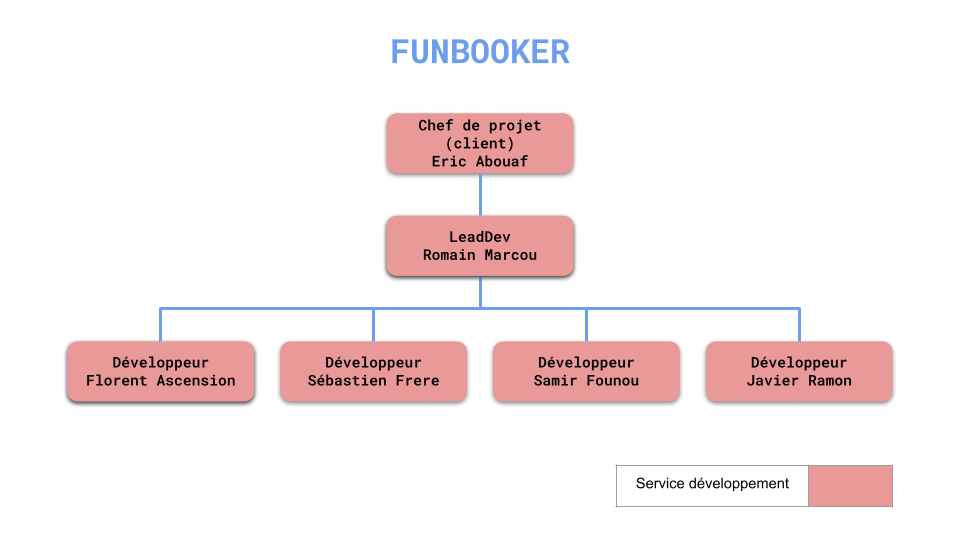 FUNBOOKER
Chef de projet
(client)
Eric Abouaf
LeadDev
Romain Marcou
Développeur
Florent Ascension
Développeur
Sébastien Frere
Développeur
Samir Founou
Développeur
Javier Ramon
Service développement